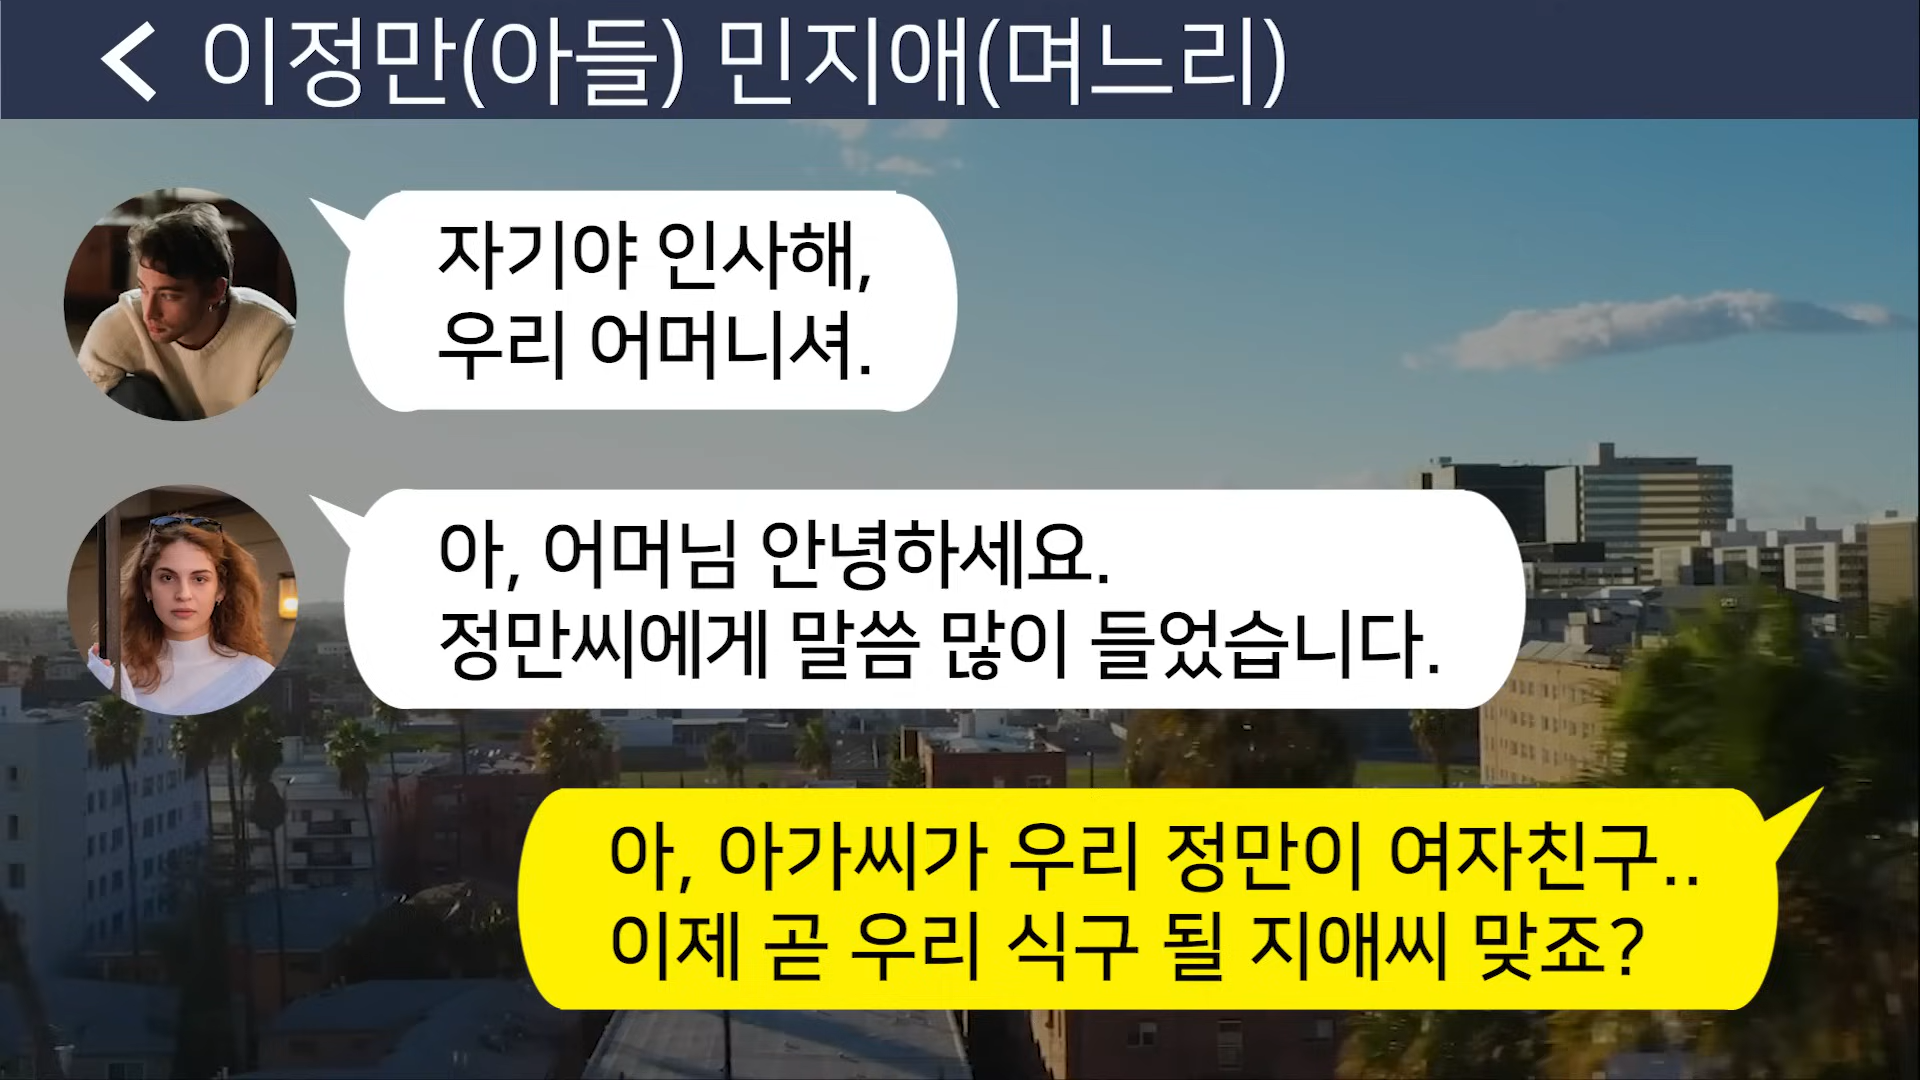 이정만(아들) 민지애(며느리)
자기야 인사해,
우리 어머니셔.
아, 어머님 안녕하세요.
정만씨에게 말씀 많이 들었습니다.
아, 아가씨가 우리 정만이 여자친구..
이제 곧 우리 식구 될 지애씨 맞죠?